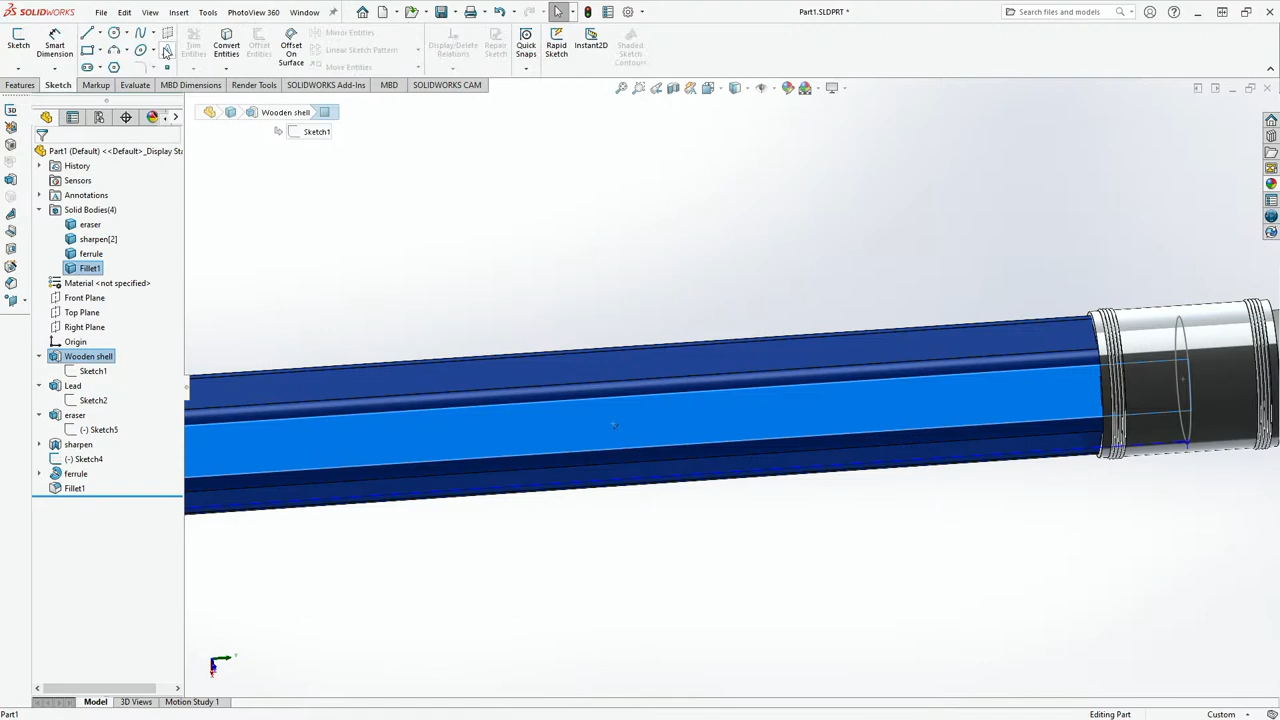 SOLIDWORKS File Edit View Insert Tools PhotoView 360 Window Part1.SLDPRT * Search files and models
Sketch Smart Dimension Trim Entities Convert Entities Offset Entities Offset On Surface Mirror Entities Linear Sketch Pattern Move Entities Display/Delete Relations Repair Sketch Quick Snaps Rapid Sketch Instant2D Shaded Sketch Contours
Features Sketch Markup Evaluate MBD Dimensions Render Tools SOLIDWORKS Add-Ins MBD SOLIDWORKS CAM
Wooden shell
Sketch1
Part1 (Default) <<Default>_Display Sta
History
Sensors
Annotations
Solid Bodies(4)
eraser
sharpen[2]
ferrule
Fillet1
Material <not specified>
Front Plane
Top Plane
Right Plane
Origin
Wooden shell
Sketch1
Lead
Sketch2
eraser
(-) Sketch5
sharpen
(-) Sketch4
ferrule
Fillet1
Model 3D Views Motion Study 1
Part1 Editing Part Custom